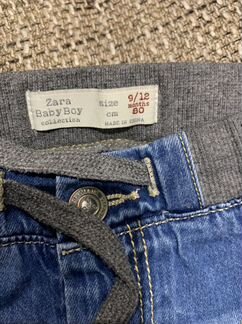 Zara
BabyBoy
collection
size
cm
9/12
Months
80
MADE IN CHINA